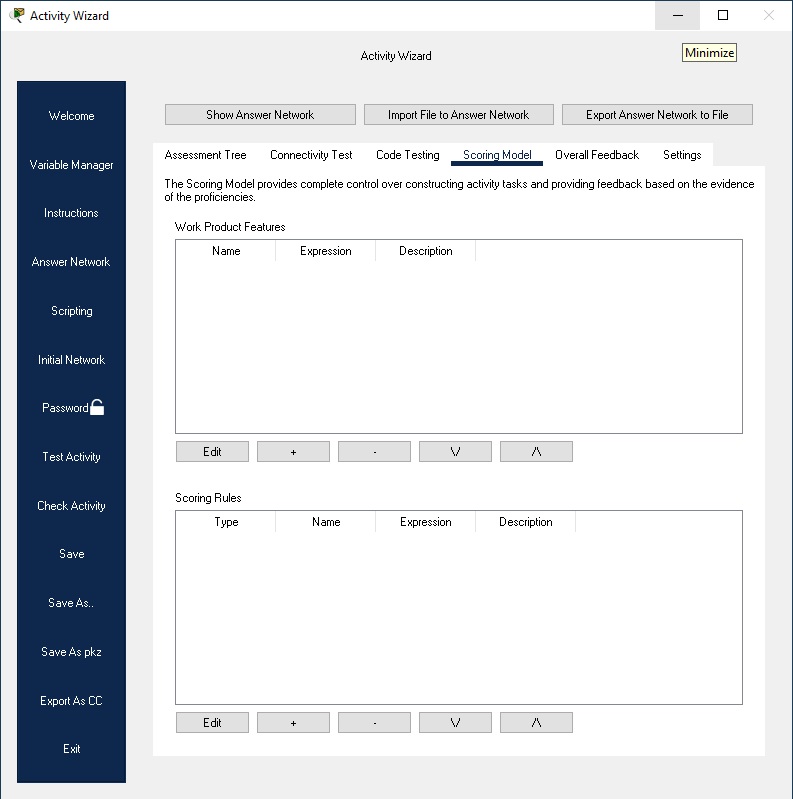 Activity Wizard
Activity Wizard
Minimize
Welcome
Variable Manager
Instructions
Answer Network
Scripting
Initial Network
Password
Test Activity
Check Activity
Save
Save As..
Save As pkz
Export As CC
Exit
Show Answer Network Import File to Answer Network Export Answer Network to File
Assessment Tree Connectivity Test Code Testing Scoring Model Overall Feedback Settings
The Scoring Model provides complete control over constructing activity tasks and providing feedback based on the evidence
of the proficiencies.
Work Product Features
Name Expression Description
Edit + - \/ /\
Scoring Rules
Type Name Expression Description
Edit + - \/ /\